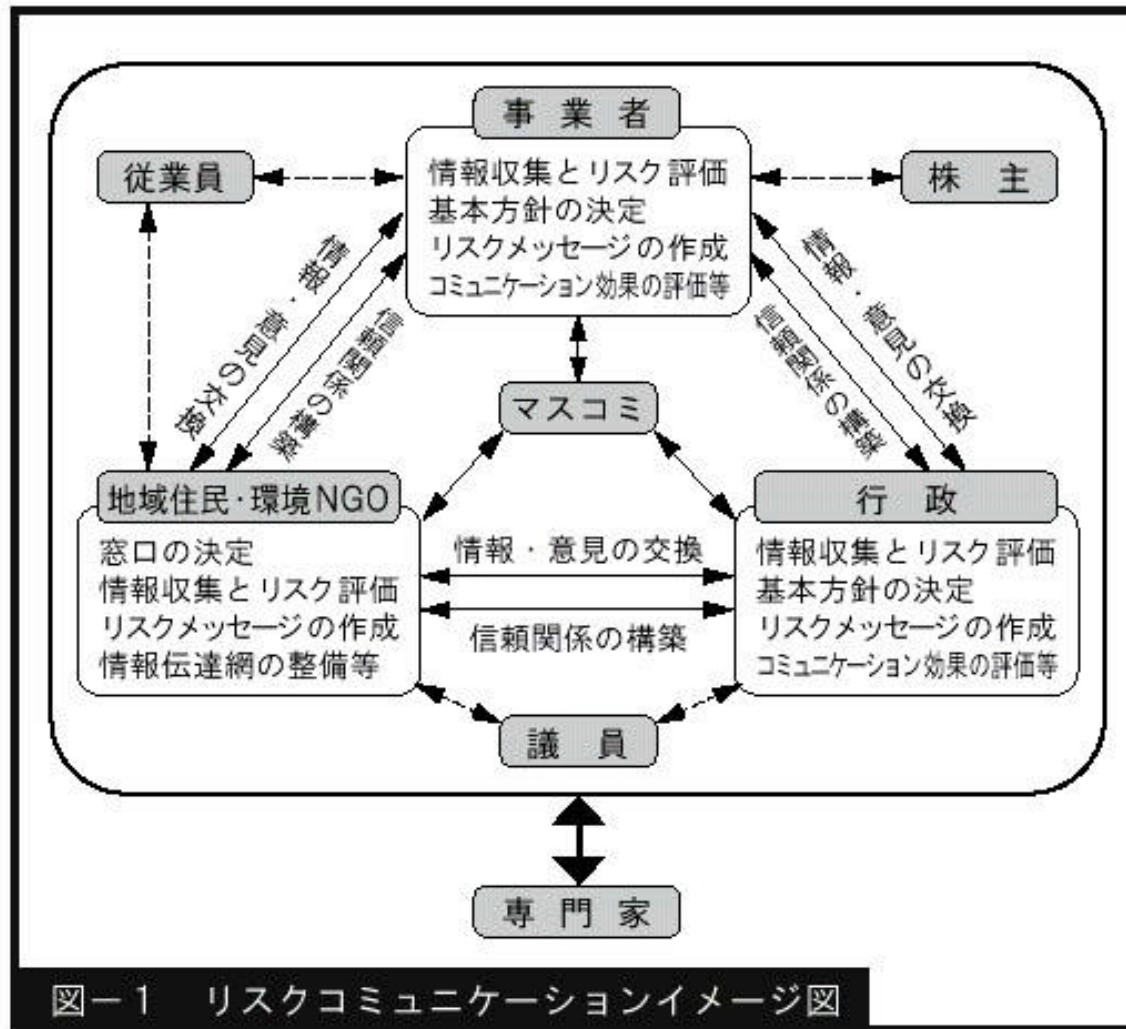 事業者
従業員
株主
情報収集とリスク評価
基本方針の決定
リスクメッセージの作成
コミュニケーション効果の評価等
情報・意見の交換
信頼関係の構築
情報・意見の交換
信頼関係の構築
マスコミ
地域住民・環境NGO
窓口の決定
情報収集とリスク評価
リスクメッセージの作成
情報伝達網の整備等
情報・意見の交換
信頼関係の構築
行政
情報収集とリスク評価
基本方針の決定
リスクメッセージの作成
コミュニケーション効果の評価等
議員
専門家
図－1 リスクコミュニケーションイメージ図